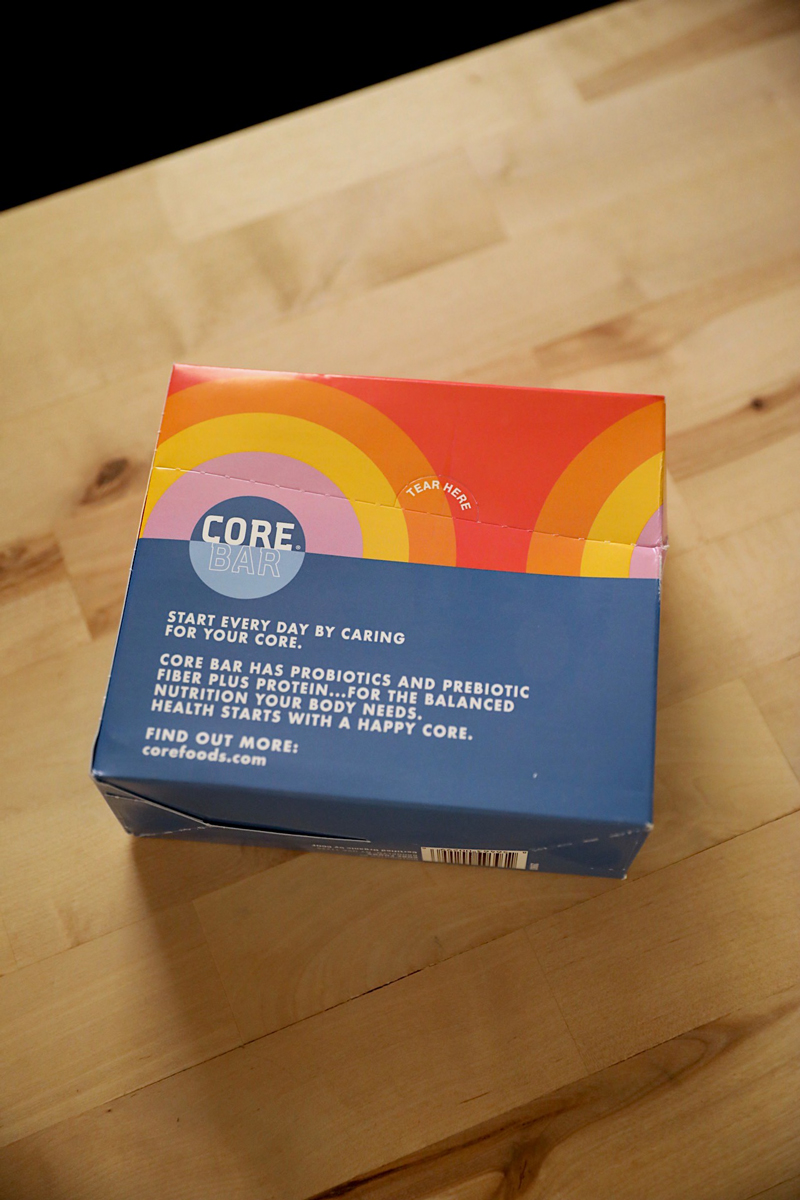 TEAR HERE
CORE
BAR
START EVERY DAY BY CARING
FOR YOUR CORE.
CORE BAR HAS PROBIOTICS AND PREBIOTIC
FIBER PLUS PROTEIN...FOR THE BALANCED
NUTRITION YOUR BODY NEEDS.
HEALTH STARTS WITH A HAPPY CORE.
FIND OUT MORE:
corefoods.com